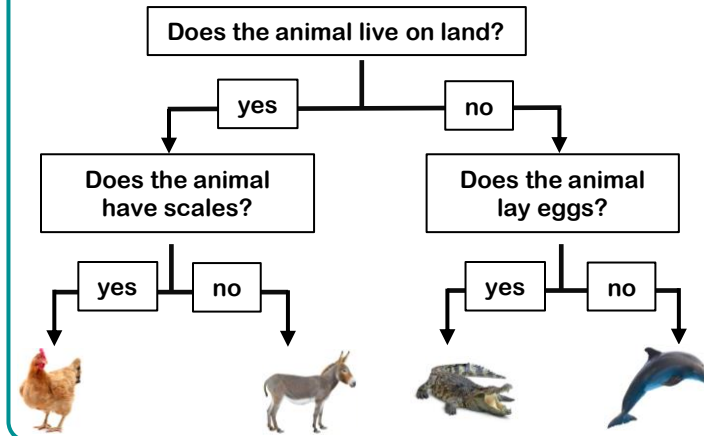 Does the animal live on land?
yes
no
Does the animal
have scales?
Does the animal
lay eggs?
yes
no
yes
no